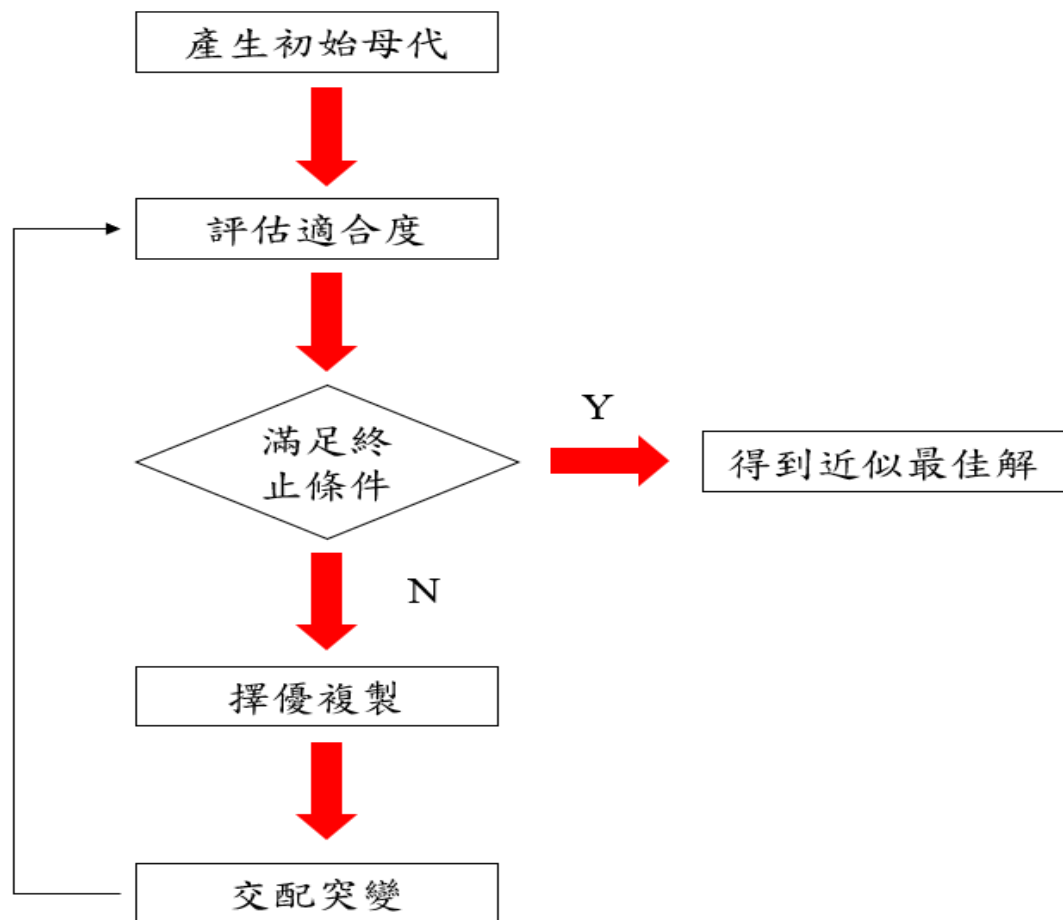 產生初始母代
評估適合度
滿足終
止條件
Y
得到近似最佳解
N
擇優複製
交配突變